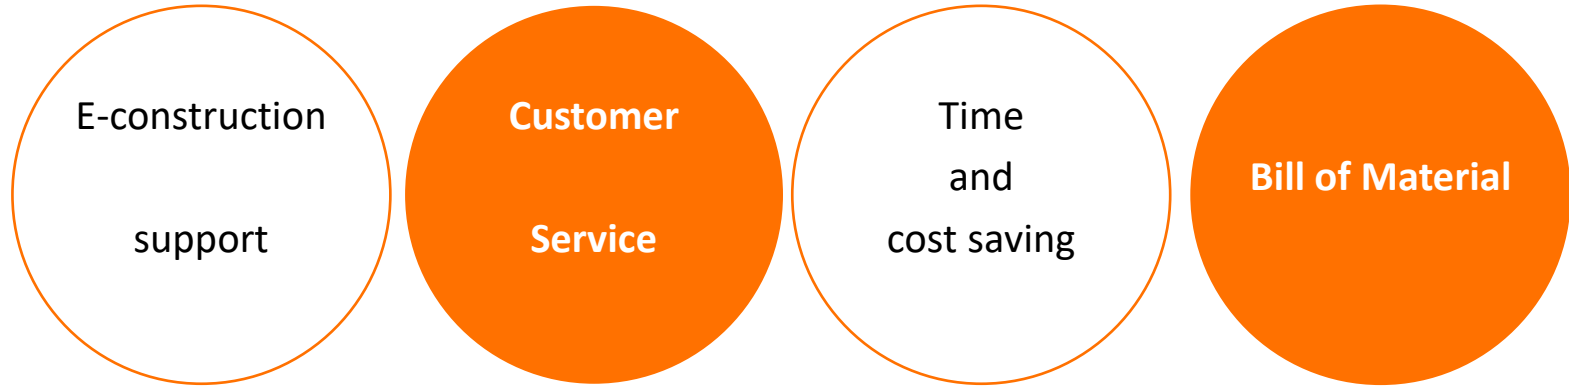 E-construction
support
Customer
Service
Time
and
cost saving
Bill of Material